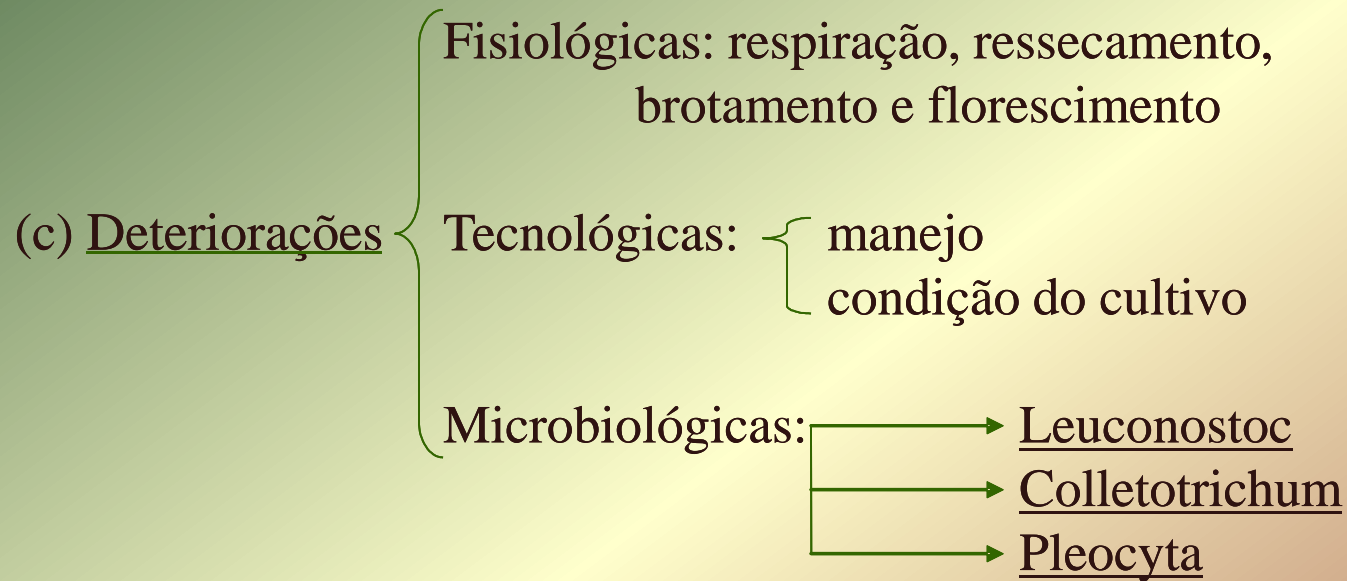 Fisiológicas: respiração, ressecamento,
brotamento e florescimento
(c) Deteriorações
Tecnológicas:
manejo
condição do cultivo
Microbiológicas:
Leuconostoc
Colletotrichum
Pleocyta